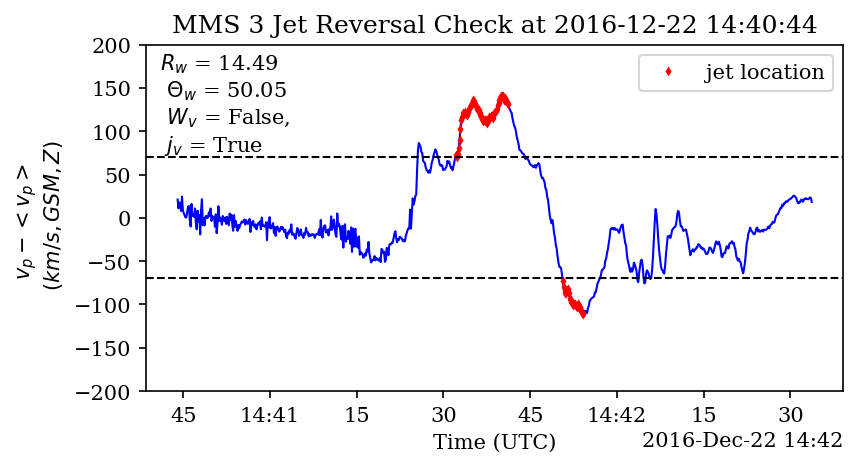 MMS 3 Jet Reversal Check at 2016-12-22 14:40:44
R_w = 14.49
Θ_w = 50.05
W_v = False,
j_v = True
jet location
200
150
100
50
0
−50
−100
−150
−200
v_p − < v_p >
(km/s, GSM, Z)
45 14:41 15 30 45 14:42 15 30
Time (UTC)
2016-Dec-22 14:42